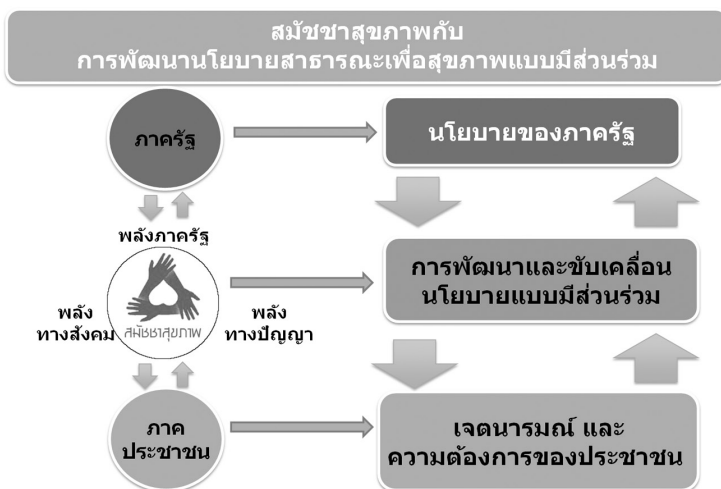 สมัชชาสุขภาพกับ
การพัฒนานโยบายสาธารณะเพื่อสุขภาพแบบมีส่วนร่วม
ภาครัฐ
นโยบายของภาครัฐ
พลังภาครัฐ
พลัง
ทางสังคม
สมัชชาสุขภาพ
พลัง
ทางปัญญา
การพัฒนาและขับเคลื่อน
นโยบายแบบมีส่วนร่วม
ภาค
ประชาชน
เจตนารมณ์ และ
ความต้องการของประชาชน